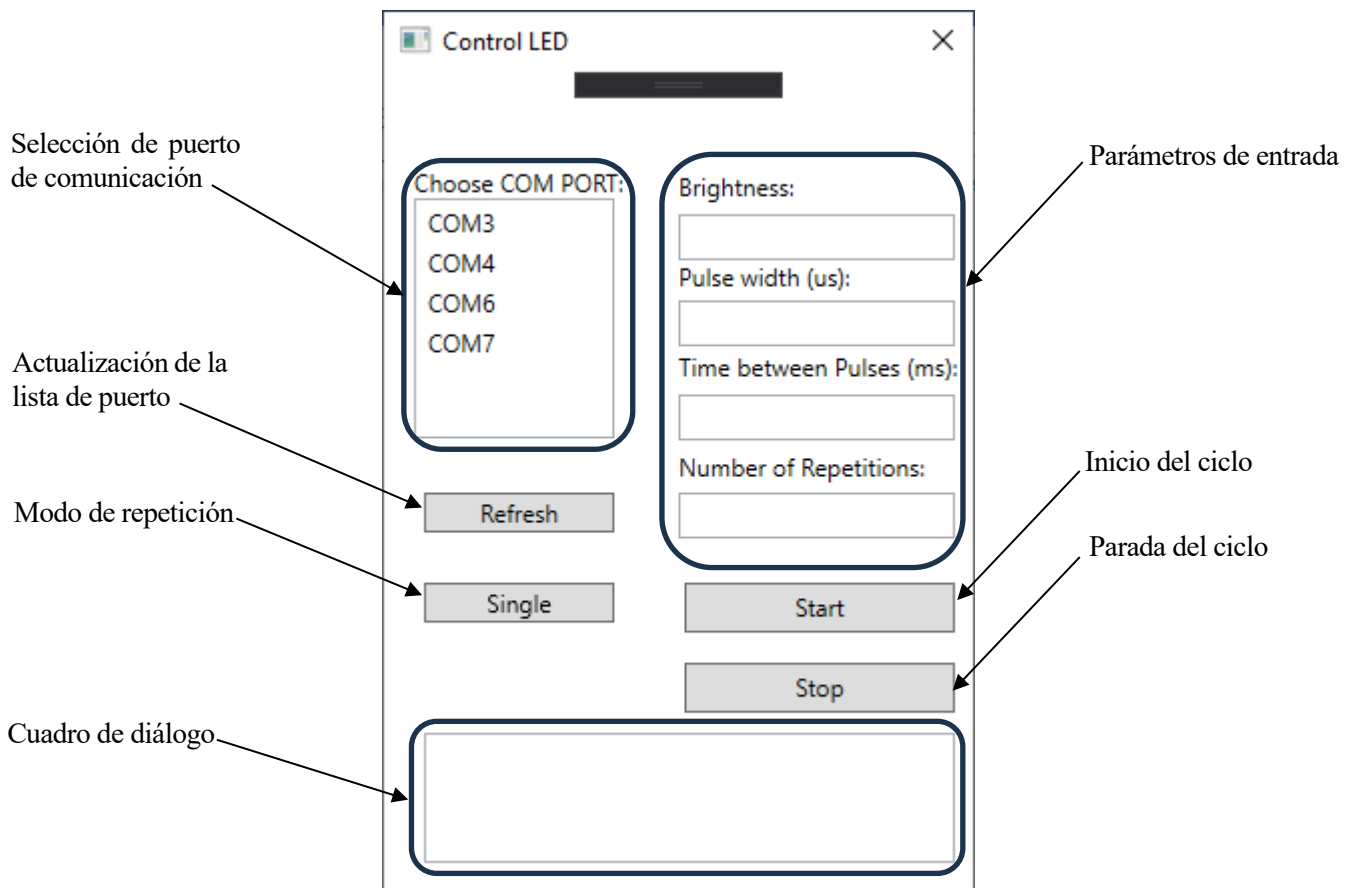 Control LED
Selección de puerto
de comunicación
Choose COM PORT:
COM3
COM4
COM6
COM7
Brightness:
Pulse width (us):
Time between Pulses (ms):
Number of Repetitions:
Parámetros de entrada
Actualización de la
lista de puerto
Refresh
Modo de repetición
Single
Inicio del ciclo
Start
Parada del ciclo
Stop
Cuadro de diálogo